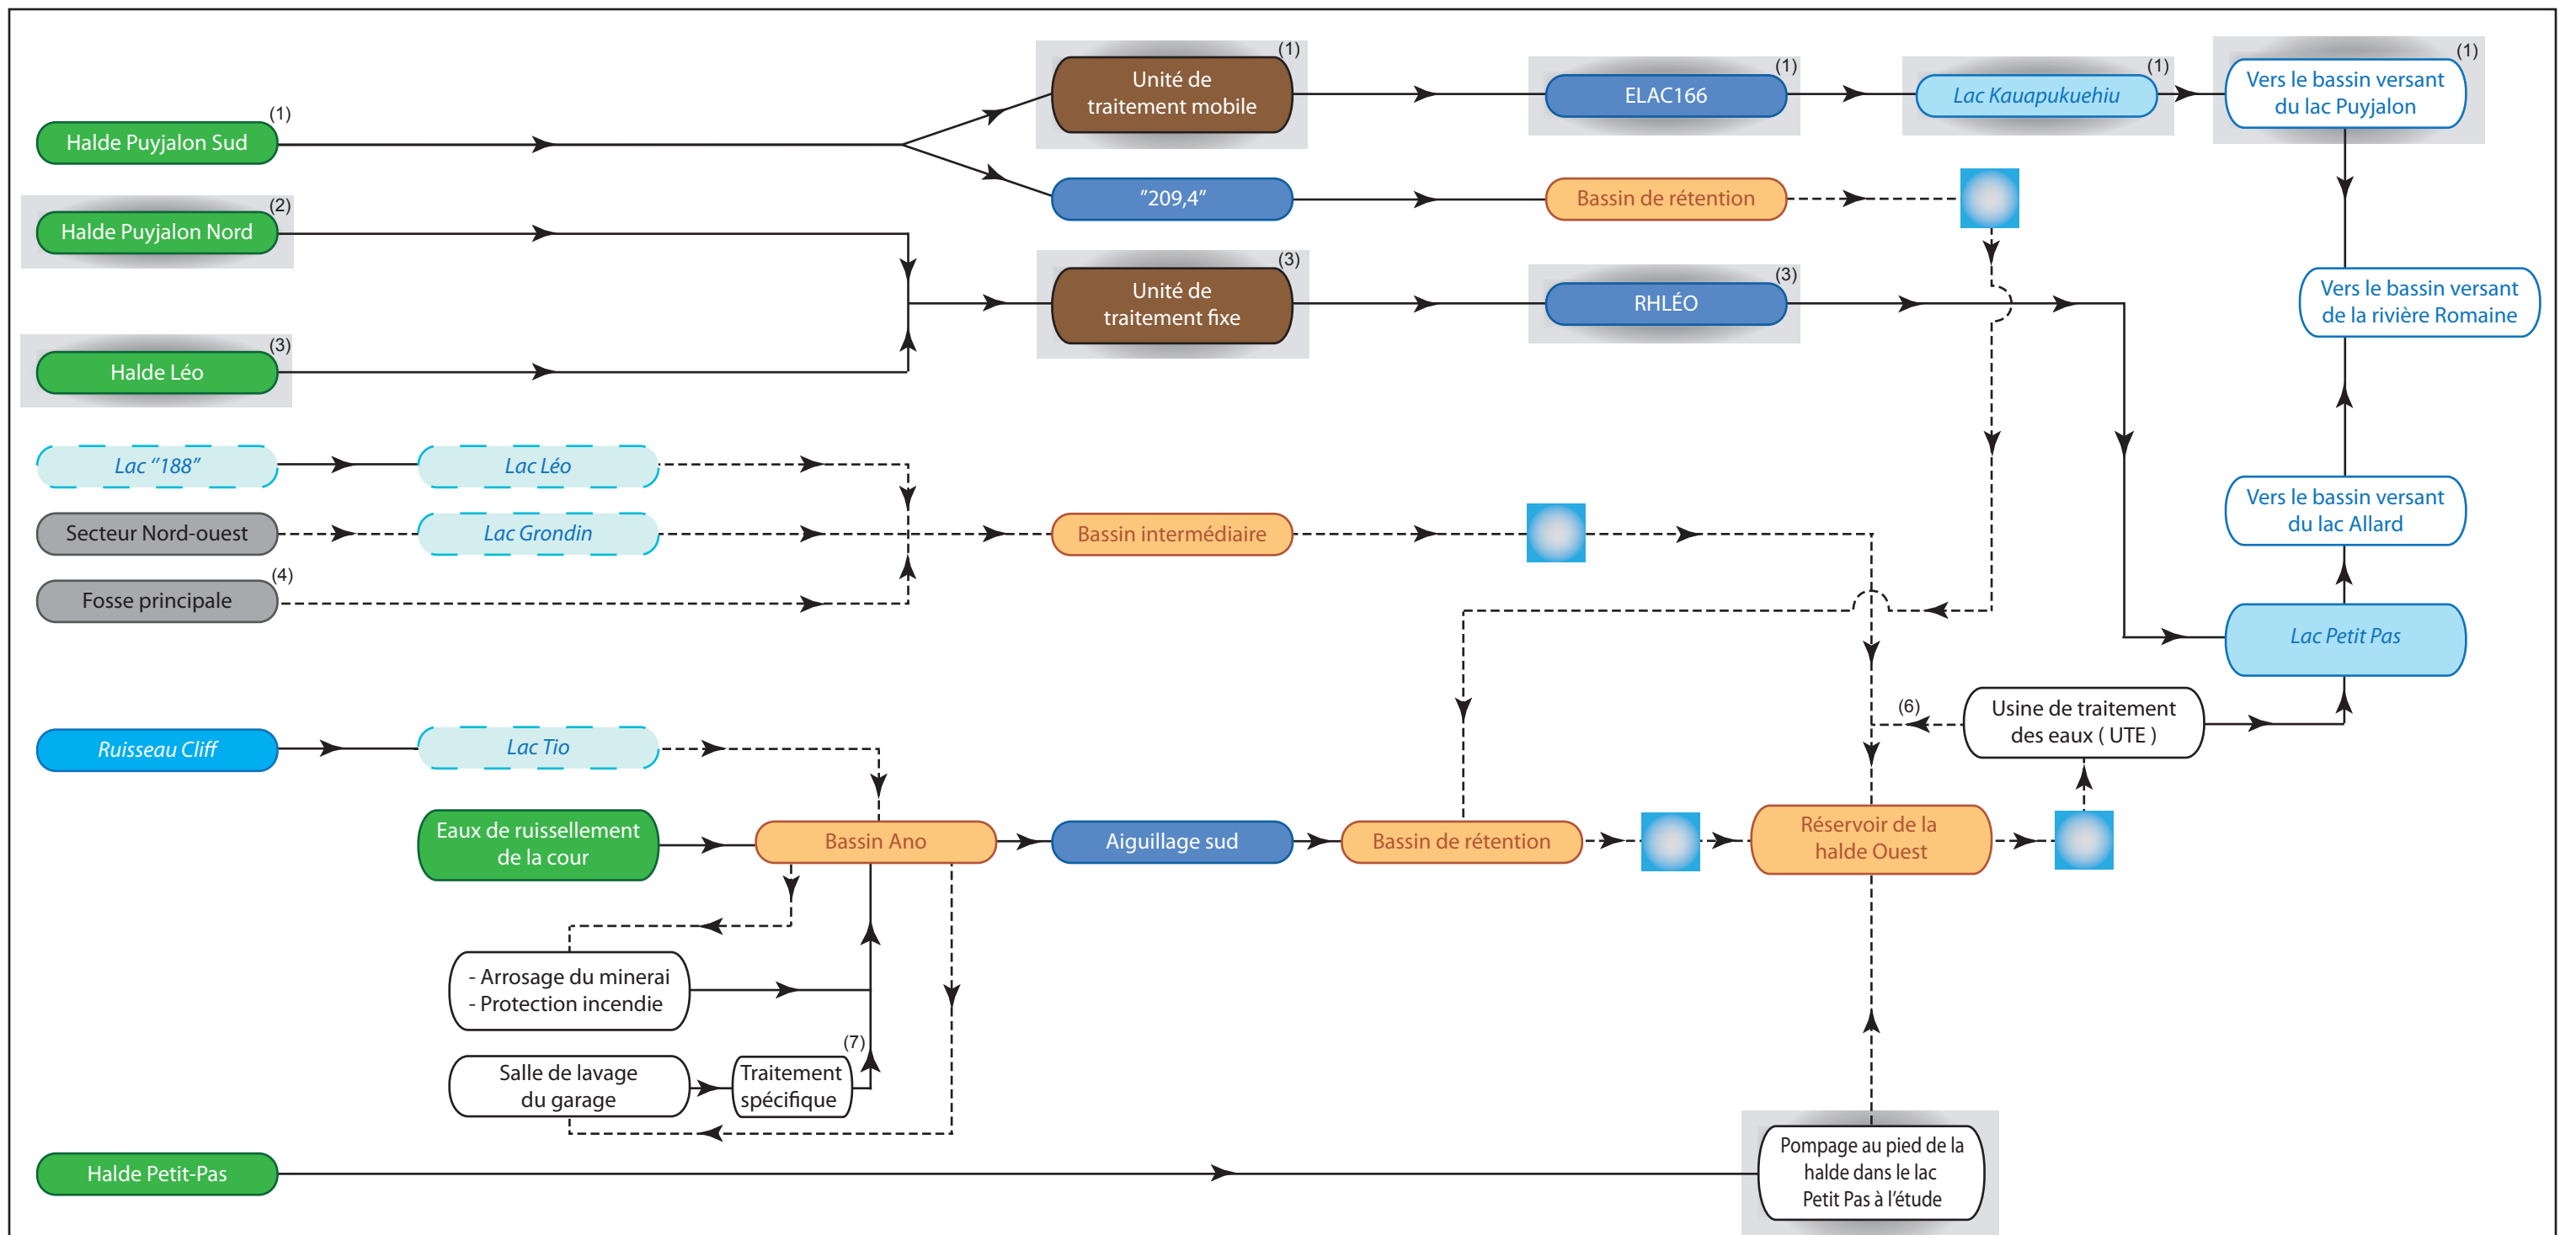 (1)
Unité de
traitement mobile
(1)
ELAC166
(1)
Lac Kauapukuehiu
(1)
Vers le bassin versant
du lac Puyjalon
(1)
Halde Puyjalon Sud
"209,4"
Bassin de rétention
(2)
Halde Puyjalon Nord
(3)
Unité de
traitement fixe
(3)
RHLÉO
Vers le bassin versant
de la rivière Romaine
(3)
Halde Léo
Lac "188"
Lac Léo
Secteur Nord-ouest
Lac Grondin
Bassin intermédiaire
Vers le bassin versant
du lac Allard
(4)
Fosse principale
Lac Petit Pas
(6)
Usine de traitement
des eaux ( UTE )
Ruisseau Cliff
Lac Tio
Eaux de ruissellement
de la cour
Bassin Ano
Aiguillage sud
Bassin de rétention
Réservoir de la
halde Ouest
- Arrosage du minerai
- Protection incendie
(7)
Salle de lavage
du garage
Traitement
spécifique
Halde Petit-Pas
Pompage au pied de la
halde dans le lac
Petit Pas à l'étude